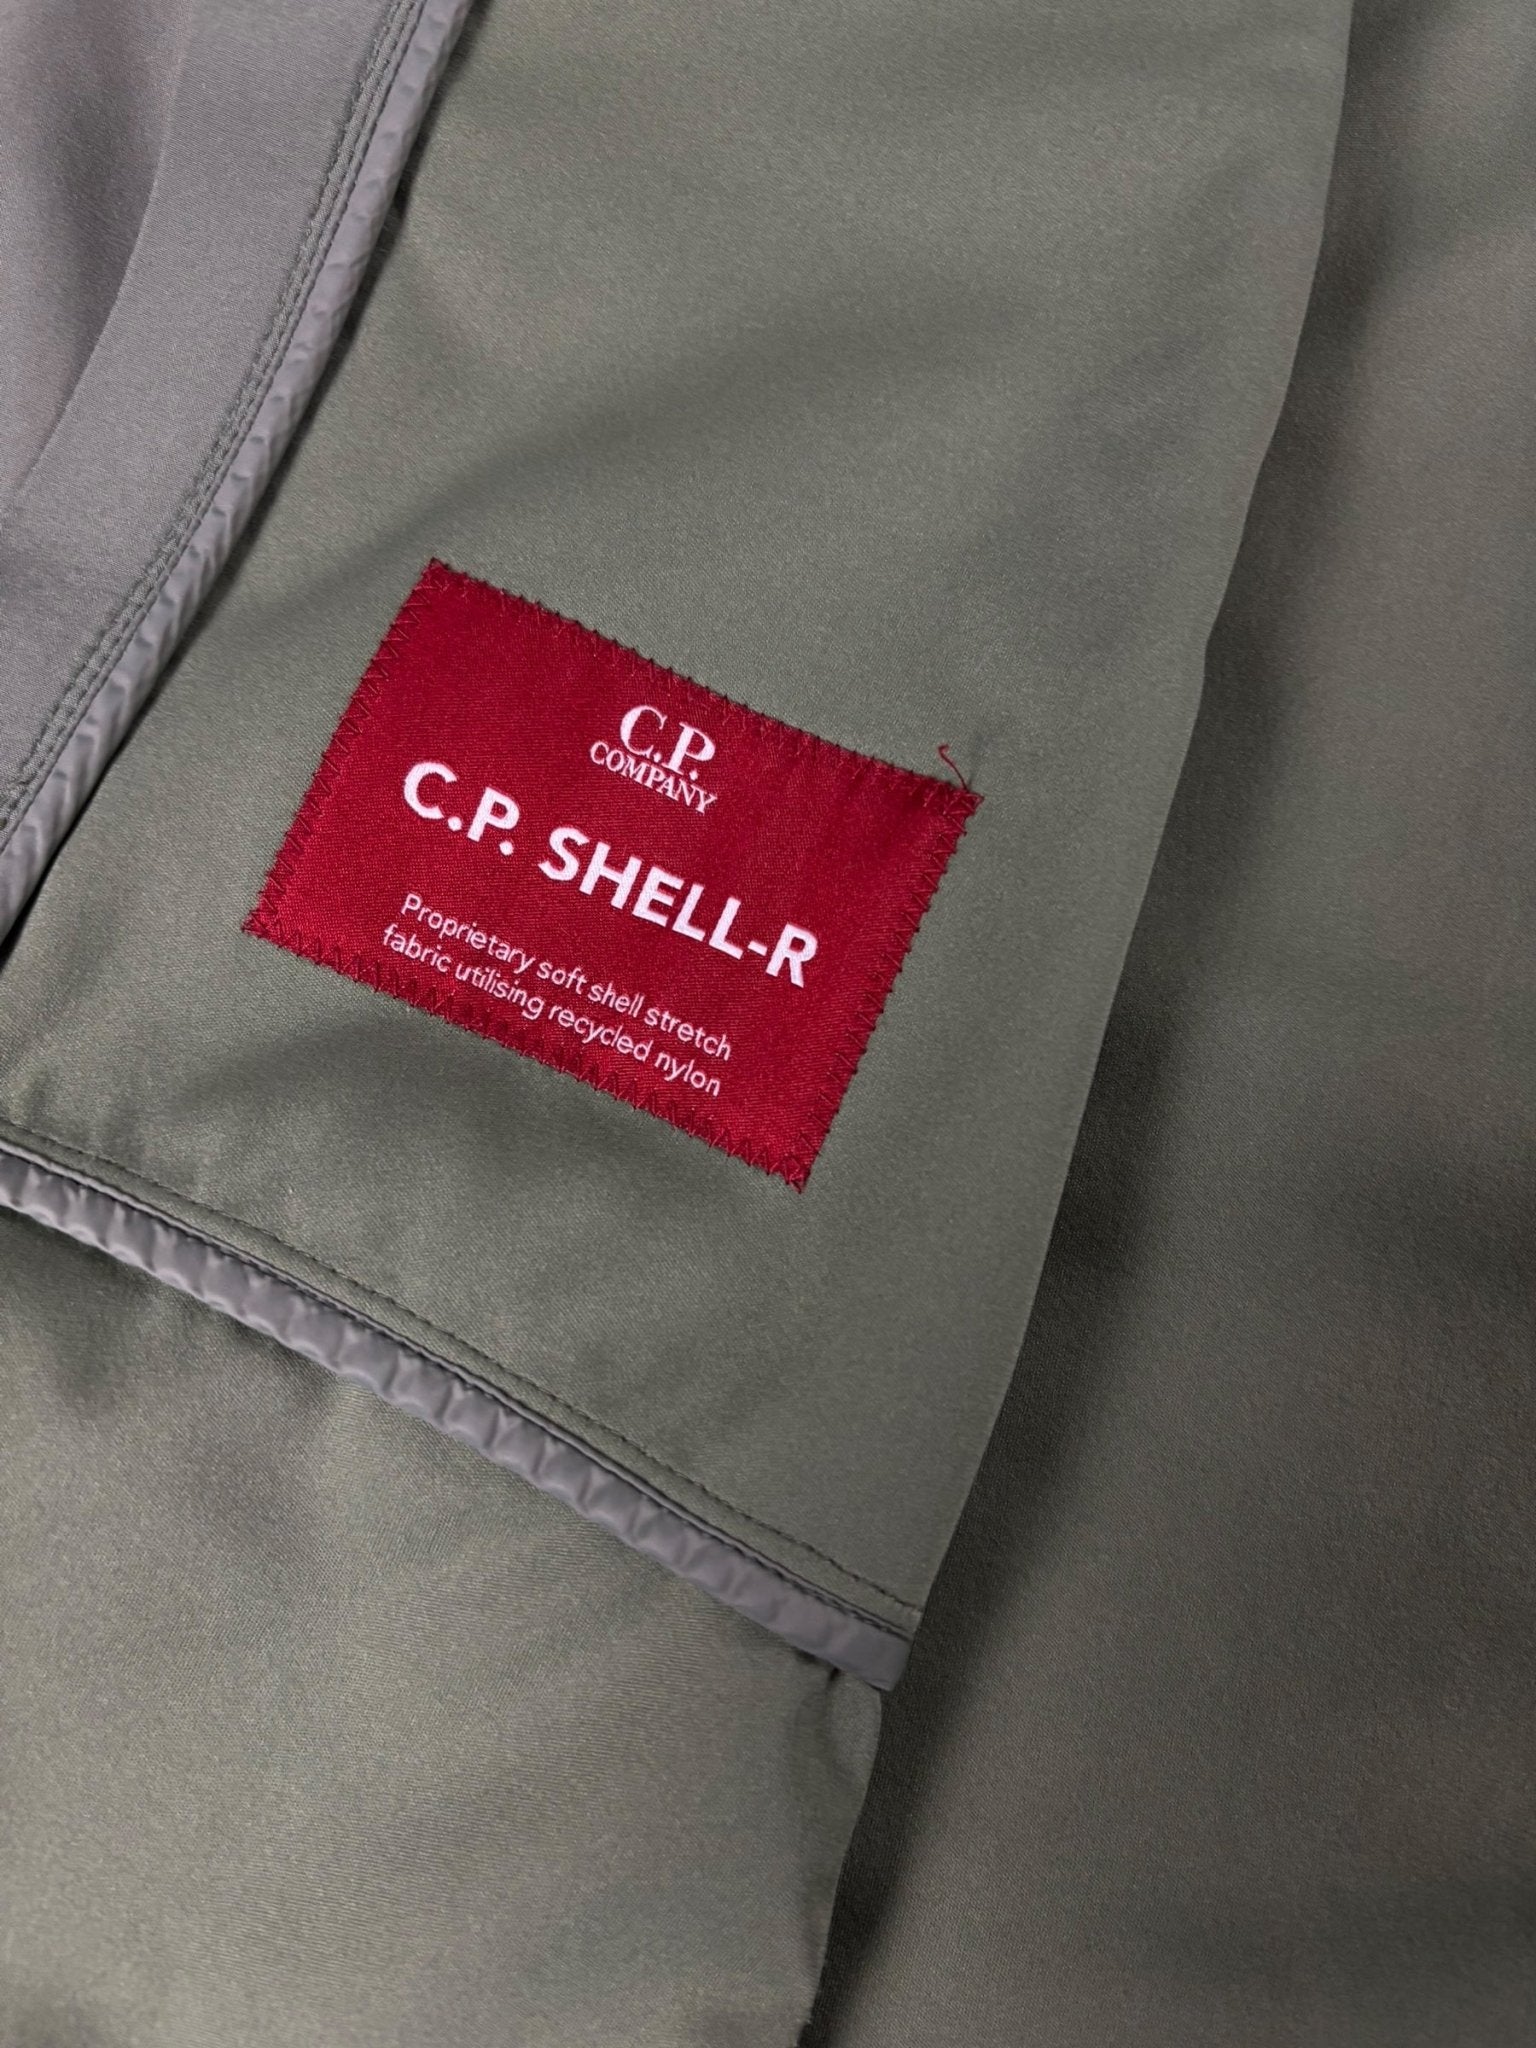 C.P.
COMPANY
C.P. SHELL-R
Proprietary soft shell stretch
fabric utilising recycled nylon